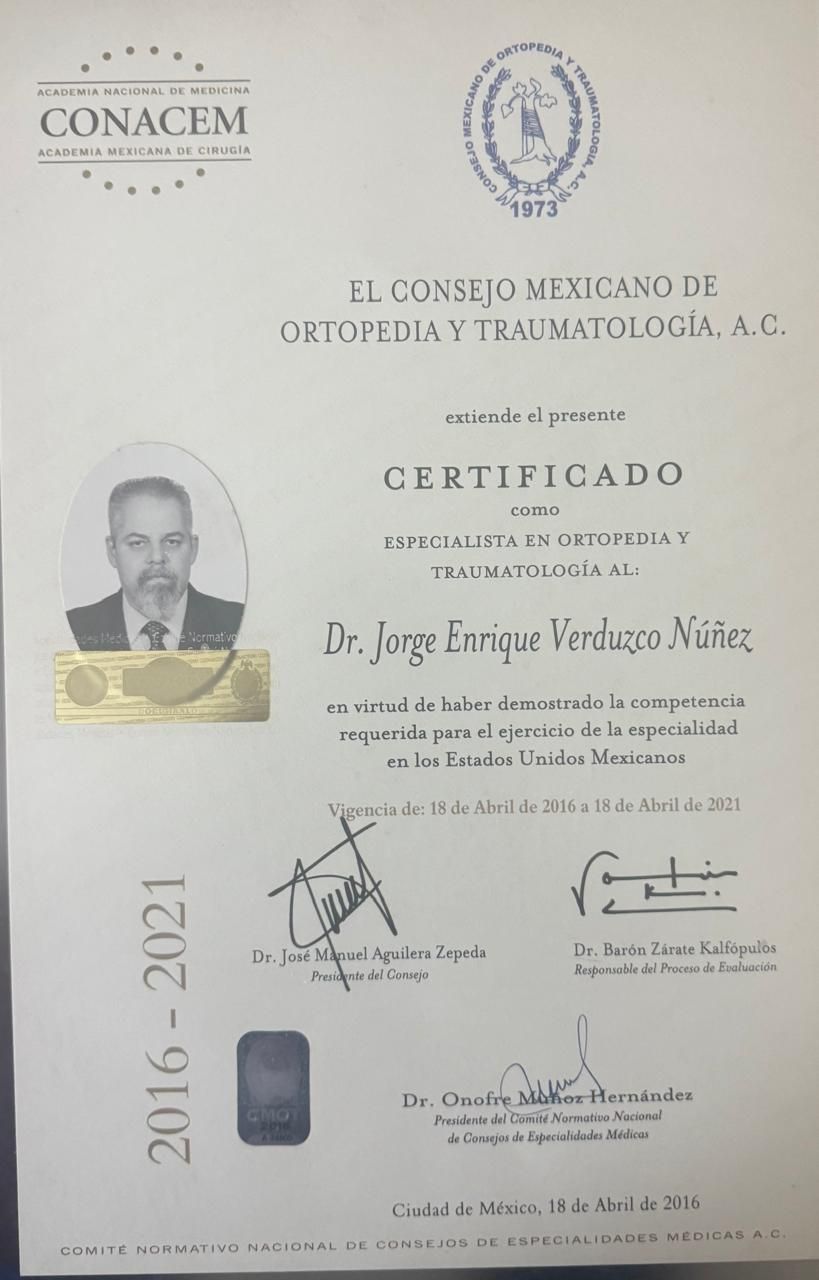 ACADEMIA NACIONAL DE MEDICINA
CONACEM
ACADEMIA MEXICANA DE CIRUGÍA
CONSEJO MEXICANO DE ORTOPEDIA Y TRAUMATOLOGIA, A.C.
1973
EL CONSEJO MEXICANO DE
ORTOPEDIA Y TRAUMATOLOGÍA, A.C.
extiende el presente
CERTIFICADO
como
ESPECIALISTA EN ORTOPEDIA Y
TRAUMATOLOGÍA AL:
Dr. Jorge Enrique Verduzco Núñez
en virtud de haber demostrado la competencia
requerida para el ejercicio de la especialidad
en los Estados Unidos Mexicanos
Vigencia de: 18 de Abril de 2016 a 18 de Abril de 2021
Normativo
2016 - 2021
Dr. José Manuel Aguilera Zepeda
Presidente del Consejo
Dr. Barón Zárate Kalfópulos
Responsable del Proceso de Evaluación
CMOT
2016
Dr. Onofre Muñoz Hernández
Presidente del Comité Normativo Nacional
de Consejos de Especialidades Médicas
Ciudad de México, 18 de Abril de 2016
COMITÉ NORMATIVO NACIONAL DE CONSEJOS DE ESPECIALIDADES MÉDICAS A.C.